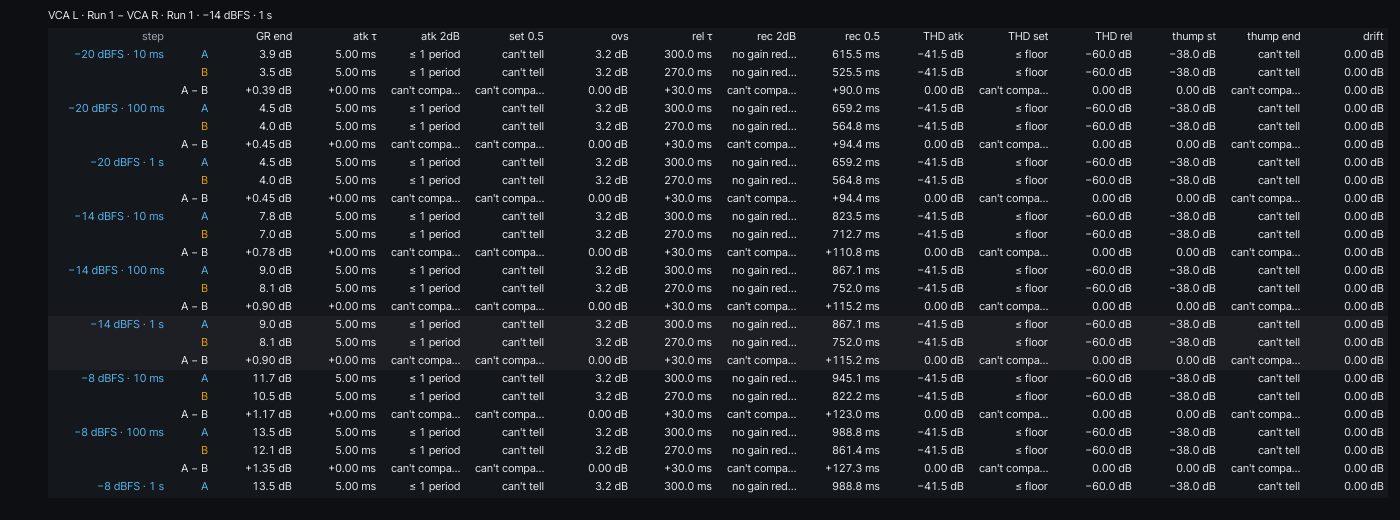 VCA L · Run 1 − VCA R · Run 1 · −14 dBFS · 1 s
step GR end atk τ atk 2dB set 0.5 ovs rel τ rec 2dB rec 0.5 THD atk THD set THD rel thump st thump end drift
−20 dBFS · 10 ms A 3.9 dB 5.00 ms ≤ 1 period can't tell 3.2 dB 300.0 ms no gain red... 615.5 ms −41.5 dB ≤ floor −60.0 dB −38.0 dB can't tell 0.00 dB
B 3.5 dB 5.00 ms ≤ 1 period can't tell 3.2 dB 270.0 ms no gain red... 525.5 ms −41.5 dB ≤ floor −60.0 dB −38.0 dB can't tell 0.00 dB
A − B +0.39 dB +0.00 ms can't compa... can't compa... 0.00 dB +30.0 ms can't compa... +90.0 ms 0.00 dB can't compa... 0.00 dB 0.00 dB can't compa... 0.00 dB
−20 dBFS · 100 ms A 4.5 dB 5.00 ms ≤ 1 period can't tell 3.2 dB 300.0 ms no gain red... 659.2 ms −41.5 dB ≤ floor −60.0 dB −38.0 dB can't tell 0.00 dB
B 4.0 dB 5.00 ms ≤ 1 period can't tell 3.2 dB 270.0 ms no gain red... 564.8 ms −41.5 dB ≤ floor −60.0 dB −38.0 dB can't tell 0.00 dB
A − B +0.45 dB +0.00 ms can't compa... can't compa... 0.00 dB +30.0 ms can't compa... +94.4 ms 0.00 dB can't compa... 0.00 dB 0.00 dB can't compa... 0.00 dB
−20 dBFS · 1 s A 4.5 dB 5.00 ms ≤ 1 period can't tell 3.2 dB 300.0 ms no gain red... 659.2 ms −41.5 dB ≤ floor −60.0 dB −38.0 dB can't tell 0.00 dB
B 4.0 dB 5.00 ms ≤ 1 period can't tell 3.2 dB 270.0 ms no gain red... 564.8 ms −41.5 dB ≤ floor −60.0 dB −38.0 dB can't tell 0.00 dB
A − B +0.45 dB +0.00 ms can't compa... can't compa... 0.00 dB +30.0 ms can't compa... +94.4 ms 0.00 dB can't compa... 0.00 dB 0.00 dB can't compa... 0.00 dB
−14 dBFS · 10 ms A 7.8 dB 5.00 ms ≤ 1 period can't tell 3.2 dB 300.0 ms no gain red... 823.5 ms −41.5 dB ≤ floor −60.0 dB −38.0 dB can't tell 0.00 dB
B 7.0 dB 5.00 ms ≤ 1 period can't tell 3.2 dB 270.0 ms no gain red... 712.7 ms −41.5 dB ≤ floor −60.0 dB −38.0 dB can't tell 0.00 dB
A − B +0.78 dB +0.00 ms can't compa... can't compa... 0.00 dB +30.0 ms can't compa... +110.8 ms 0.00 dB can't compa... 0.00 dB 0.00 dB can't compa... 0.00 dB
−14 dBFS · 100 ms A 9.0 dB 5.00 ms ≤ 1 period can't tell 3.2 dB 300.0 ms no gain red... 867.1 ms −41.5 dB ≤ floor −60.0 dB −38.0 dB can't tell 0.00 dB
B 8.1 dB 5.00 ms ≤ 1 period can't tell 3.2 dB 270.0 ms no gain red... 752.0 ms −41.5 dB ≤ floor −60.0 dB −38.0 dB can't tell 0.00 dB
A − B +0.90 dB +0.00 ms can't compa... can't compa... 0.00 dB +30.0 ms can't compa... +115.2 ms 0.00 dB can't compa... 0.00 dB 0.00 dB can't compa... 0.00 dB
−14 dBFS · 1 s A 9.0 dB 5.00 ms ≤ 1 period can't tell 3.2 dB 300.0 ms no gain red... 867.1 ms −41.5 dB ≤ floor −60.0 dB −38.0 dB can't tell 0.00 dB
B 8.1 dB 5.00 ms ≤ 1 period can't tell 3.2 dB 270.0 ms no gain red... 752.0 ms −41.5 dB ≤ floor −60.0 dB −38.0 dB can't tell 0.00 dB
A − B +0.90 dB +0.00 ms can't compa... can't compa... 0.00 dB +30.0 ms can't compa... +115.2 ms 0.00 dB can't compa... 0.00 dB 0.00 dB can't compa... 0.00 dB
−8 dBFS · 10 ms A 11.7 dB 5.00 ms ≤ 1 period can't tell 3.2 dB 300.0 ms no gain red... 945.1 ms −41.5 dB ≤ floor −60.0 dB −38.0 dB can't tell 0.00 dB
B 10.5 dB 5.00 ms ≤ 1 period can't tell 3.2 dB 270.0 ms no gain red... 822.2 ms −41.5 dB ≤ floor −60.0 dB −38.0 dB can't tell 0.00 dB
A − B +1.17 dB +0.00 ms can't compa... can't compa... 0.00 dB +30.0 ms can't compa... +123.0 ms 0.00 dB can't compa... 0.00 dB 0.00 dB can't compa... 0.00 dB
−8 dBFS · 100 ms A 13.5 dB 5.00 ms ≤ 1 period can't tell 3.2 dB 300.0 ms no gain red... 988.8 ms −41.5 dB ≤ floor −60.0 dB −38.0 dB can't tell 0.00 dB
B 12.1 dB 5.00 ms ≤ 1 period can't tell 3.2 dB 270.0 ms no gain red... 861.4 ms −41.5 dB ≤ floor −60.0 dB −38.0 dB can't tell 0.00 dB
A − B +1.35 dB +0.00 ms can't compa... can't compa... 0.00 dB +30.0 ms can't compa... +127.3 ms 0.00 dB can't compa... 0.00 dB 0.00 dB can't compa... 0.00 dB
−8 dBFS · 1 s A 13.5 dB 5.00 ms ≤ 1 period can't tell 3.2 dB 300.0 ms no gain red... 988.8 ms −41.5 dB ≤ floor −60.0 dB −38.0 dB can't tell 0.00 dB